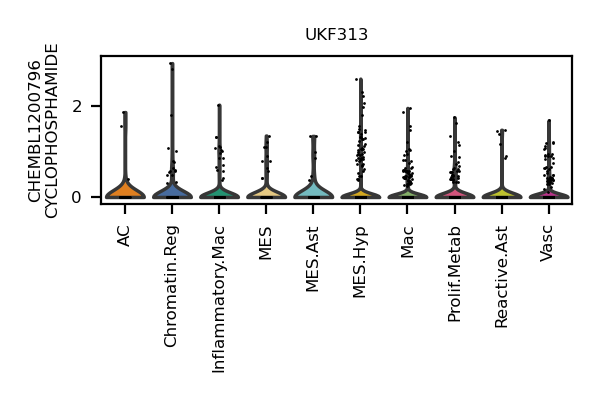 UKF313
CHEMBL1200796
CYCLOPHOSPHAMIDE
2
0
AC
Chromatin.Reg
Inflammatory.Mac
MES
MES.Ast
MES.Hyp
Mac
Prolif.Metab
Reactive.Ast
Vasc